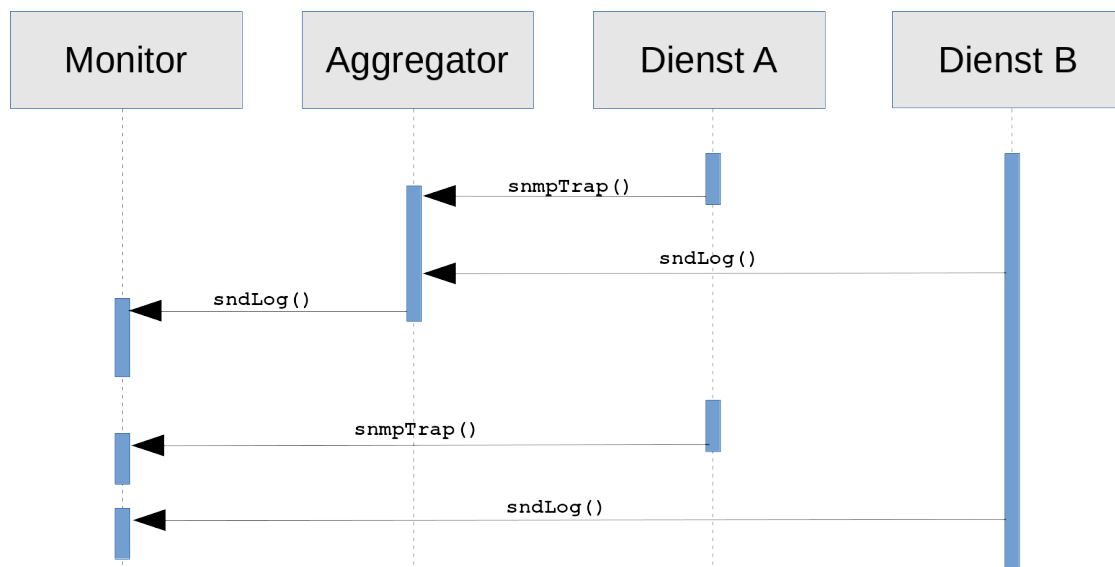 Monitor
Aggregator
Dienst A
Dienst B
snmpTrap()
sndLog()
sndLog()
snmpTrap()
sndLog()